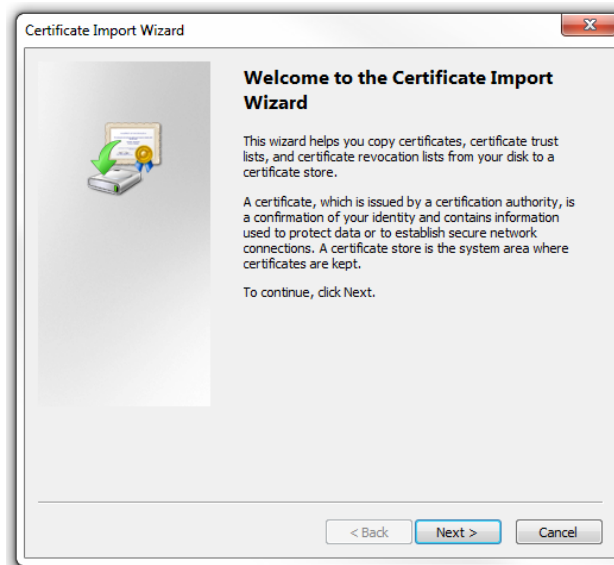 Certificate Import Wizard
Welcome to the Certificate Import
Wizard
This wizard helps you copy certificates, certificate trust
lists, and certificate revocation lists from your disk to a
certificate store.
A certificate, which is issued by a certification authority, is
a confirmation of your identity and contains information
used to protect data or to establish secure network
connections. A certificate store is the system area where
certificates are kept.
To continue, click Next.
< Back Next > Cancel